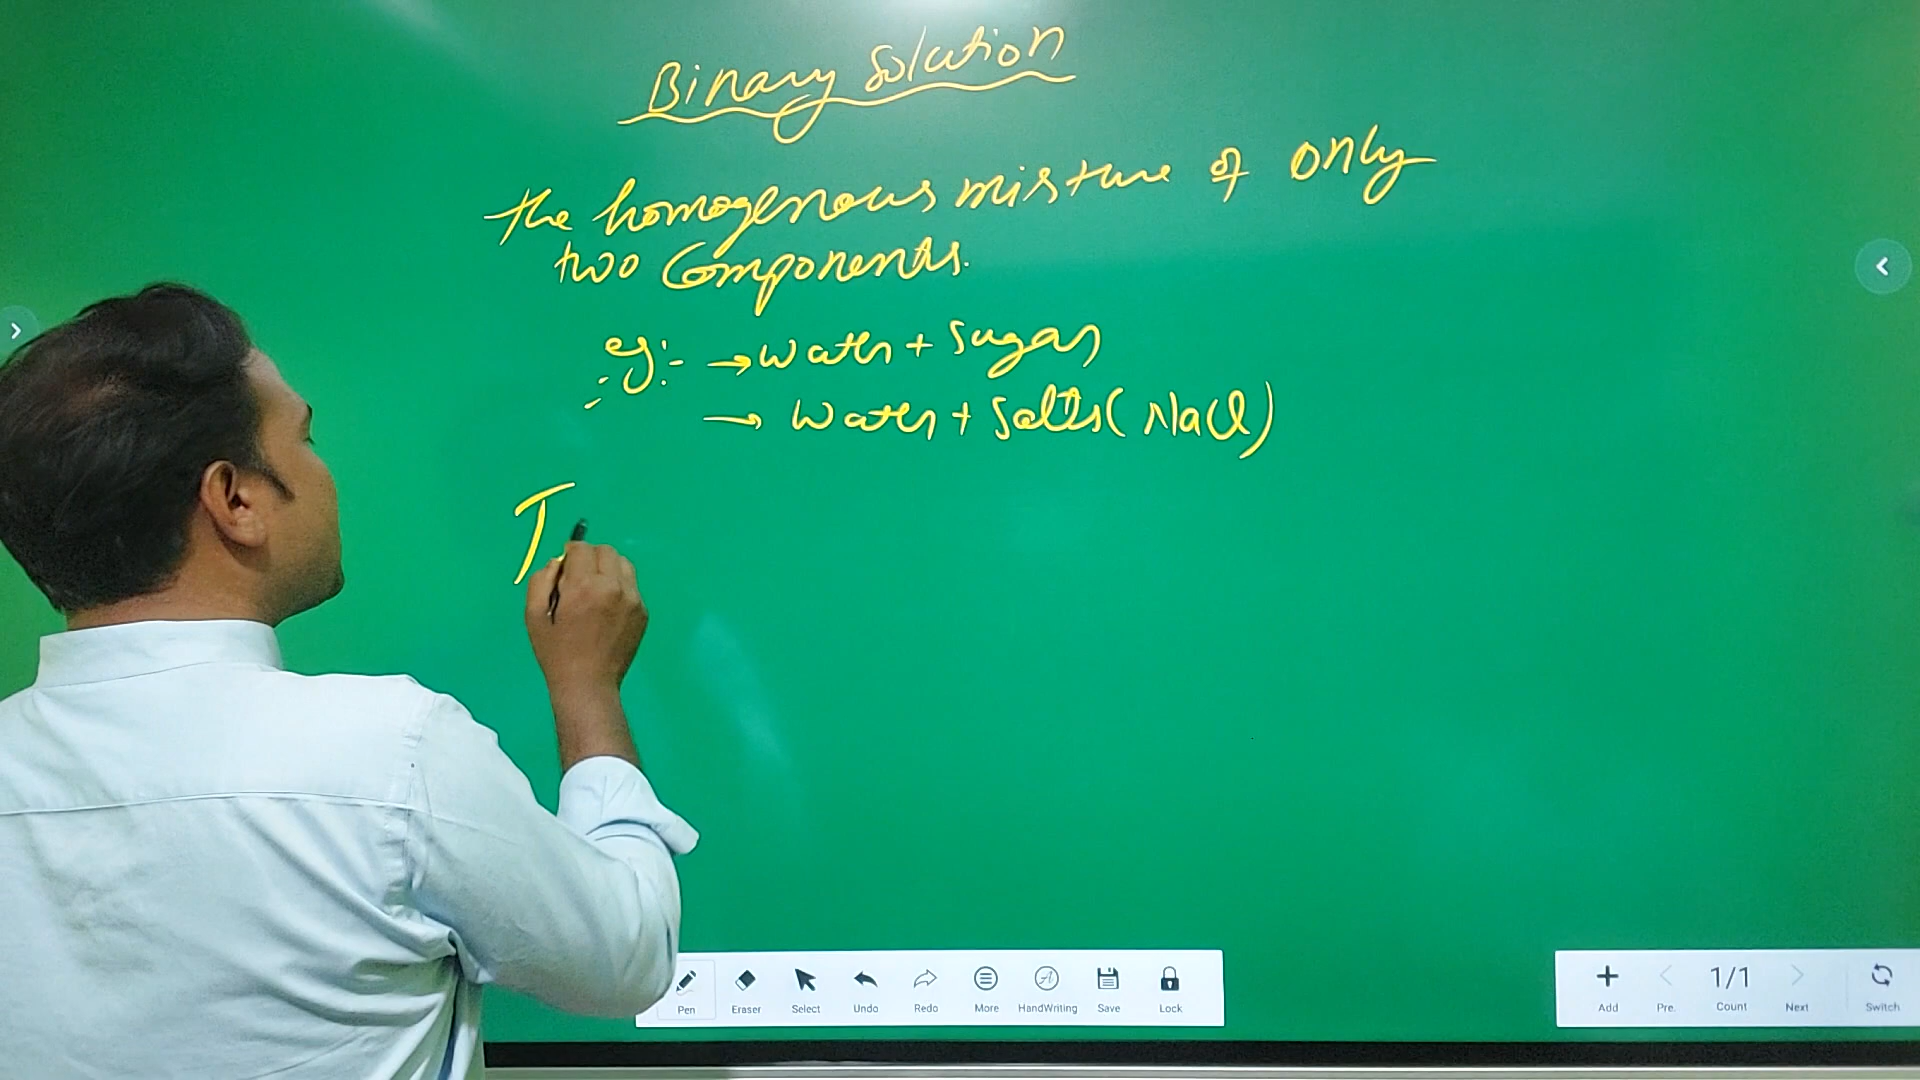 Binary Solution
the homogenous mixture of only
two Components.
eg:- → water + Sugar
→ water + Salts (NaCl)
T
Pen Eraser Select Undo Redo More HandWriting Save Lock
1/1
Add Pre. Count Next Switch